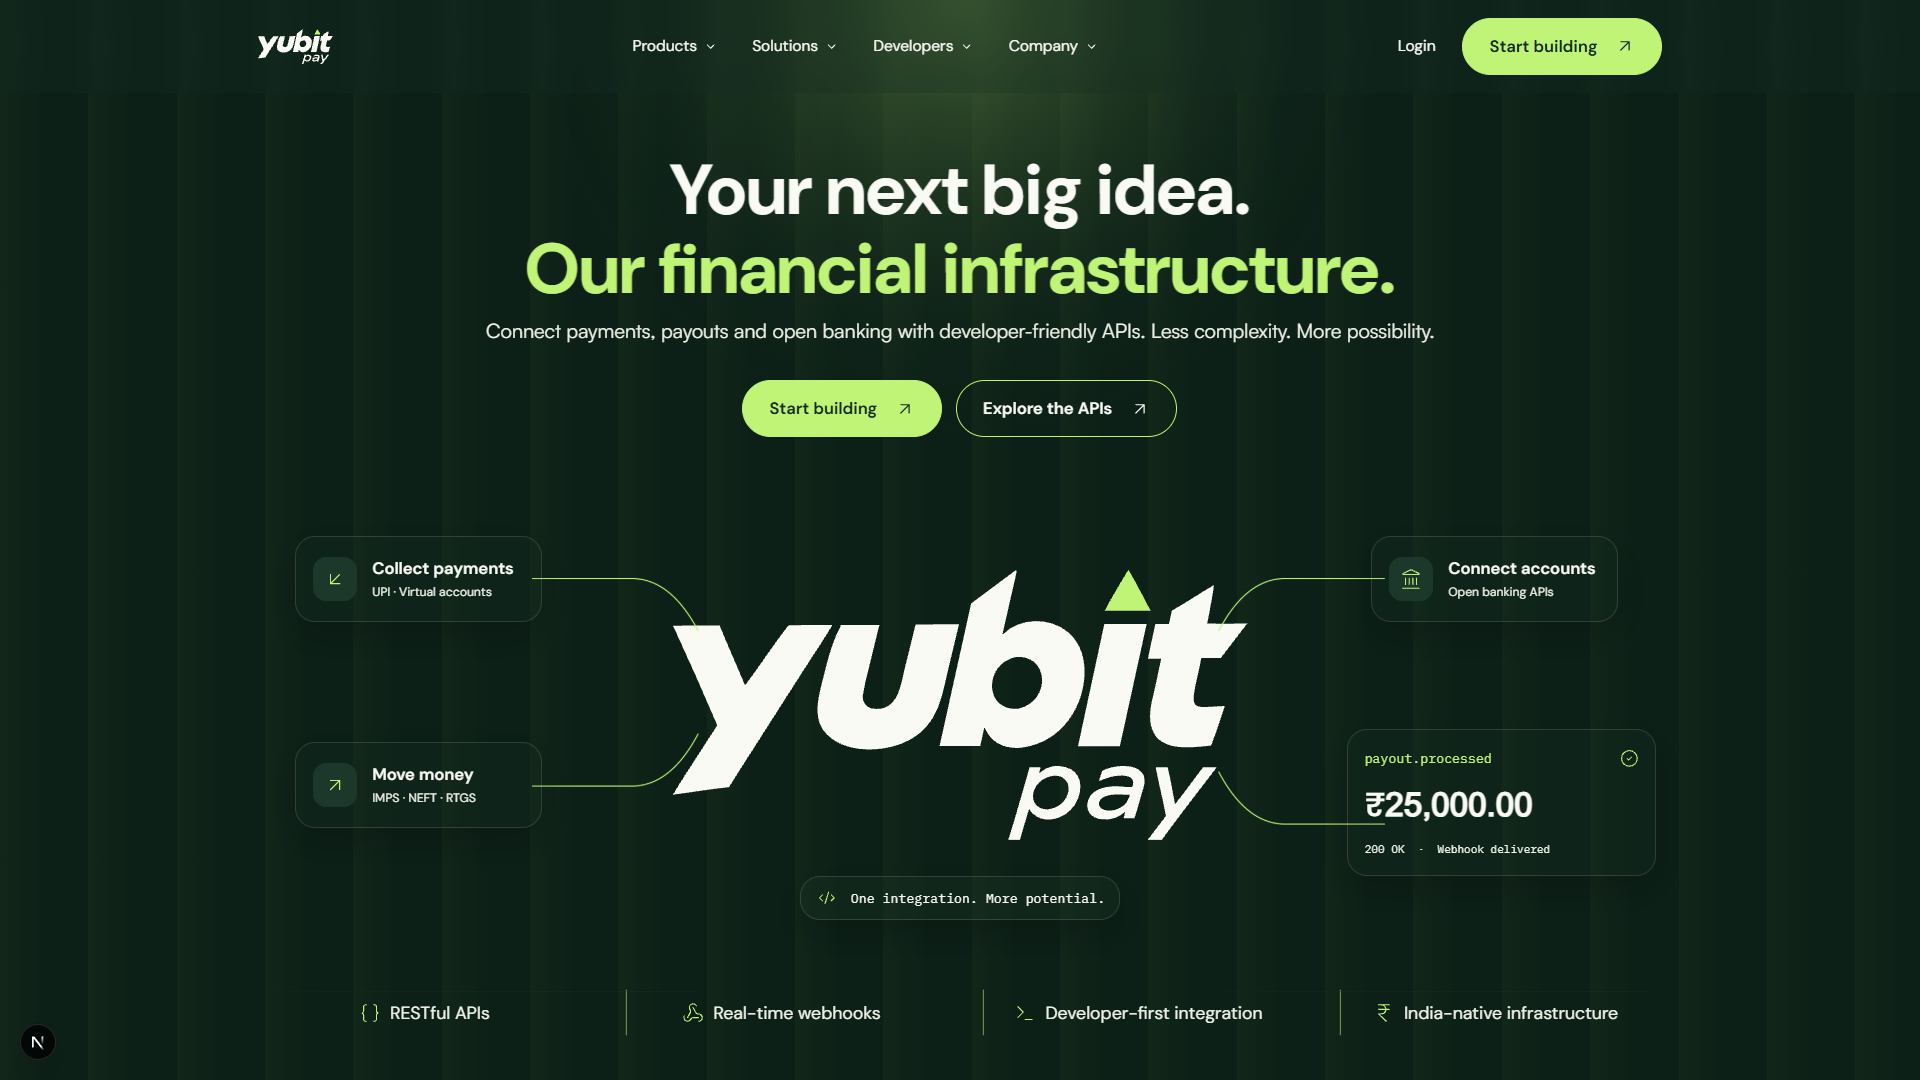 yubit
pay
Products
Solutions
Developers
Company
Login
Start building
Your next big idea.
Our financial infrastructure.
Connect payments, payouts and open banking with developer-friendly APIs. Less complexity. More possibility.
Start building
Explore the APIs
Collect payments
UPI · Virtual accounts
Connect accounts
Open banking APIs
yubit
pay
Move money
IMPS · NEFT · RTGS
payout.processed
₹25,000.00
200 OK · Webhook delivered
</> One integration. More potential.
{ } RESTful APIs
Real-time webhooks
>_ Developer-first integration
₹ India-native infrastructure
N